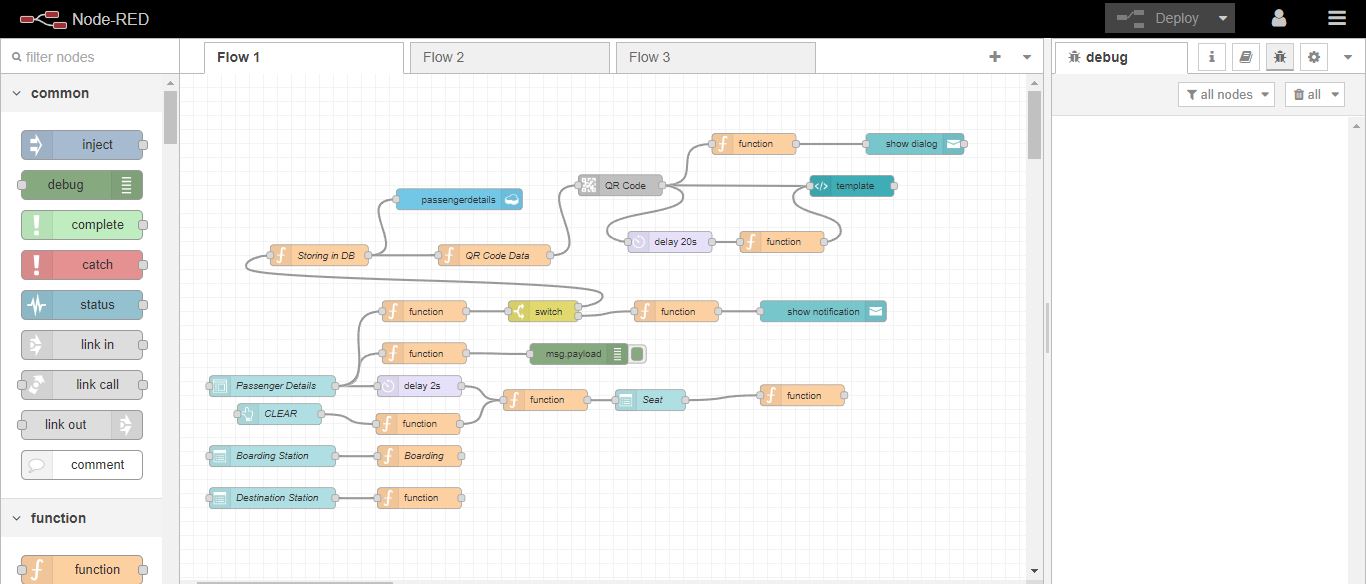 Node-RED
Deploy
filter nodes
Flow 1
Flow 2
Flow 3
debug
i
all nodes
all
common
inject
debug
complete
catch
status
link in
link call
link out
comment
function
function
function
show dialog
QR Code
template
passengerdetails
delay 20s
function
Storing in DB
QR Code Data
function
switch
function
show notification
function
msg.payload
Passenger Details
delay 2s
function
Seat
function
CLEAR
function
Boarding Station
Boarding
Destination Station
function